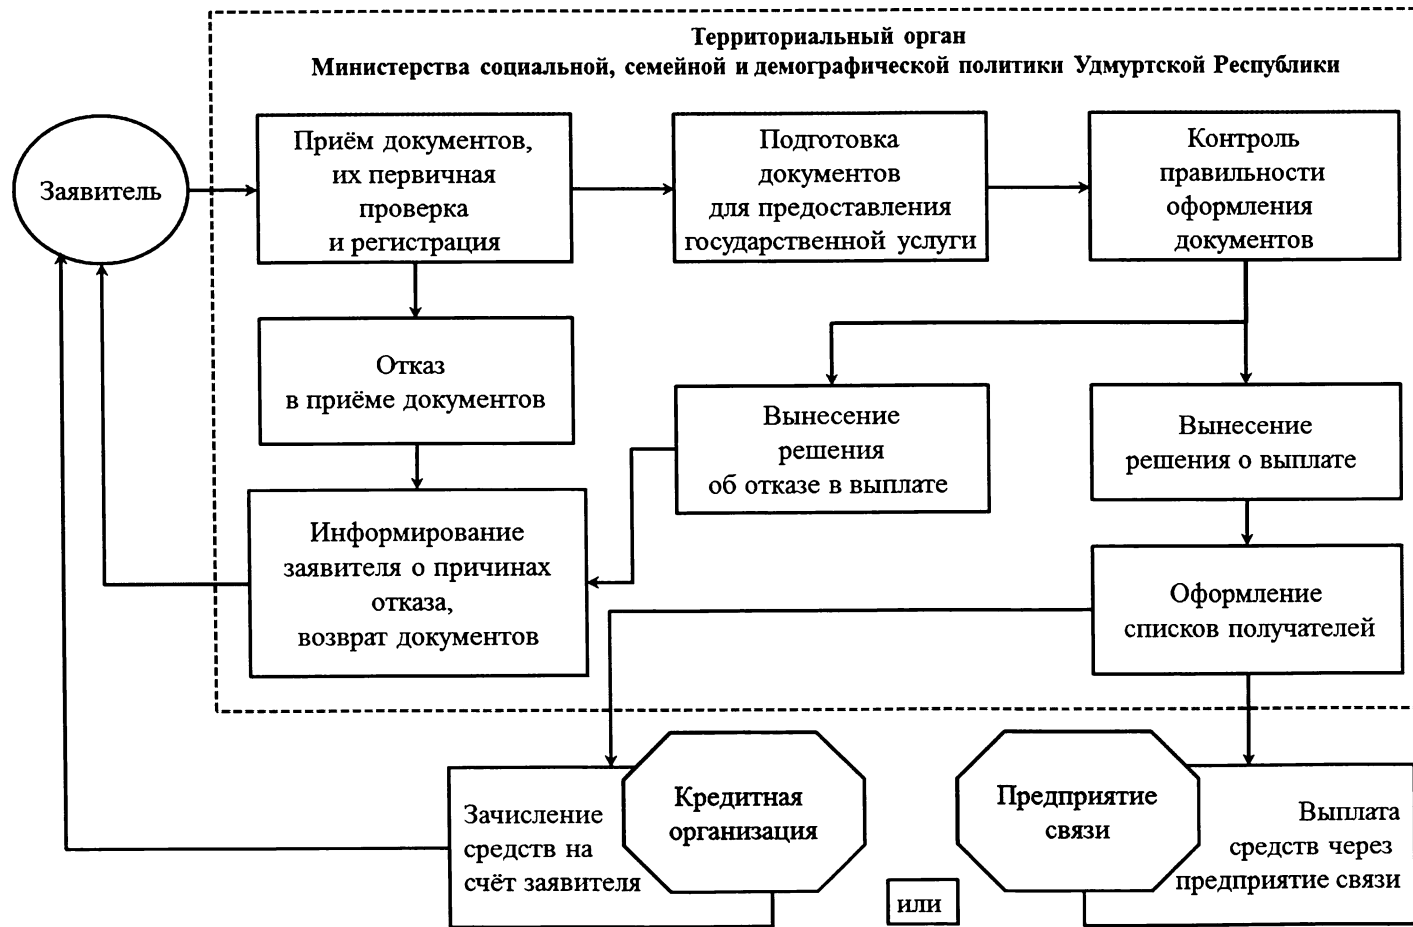 Территориальный орган
Министерства социальной, семейной и демографической политики Удмуртской Республики
Заявитель
Приём документов,
их первичная
проверка
и регистрация
Подготовка
документов
для предоставления
государственной услуги
Контроль
правильности
оформления
документов
Отказ
в приёме документов
Вынесение
решения
об отказе в выплате
Вынесение
решения о выплате
Информирование
заявителя о причинах
отказа,
возврат документов
Оформление
списков получателей
Зачисление
средств на
счёт заявителя
Кредитная
организация
или
Предприятие
связи
Выплата
средств через
предприятие связи